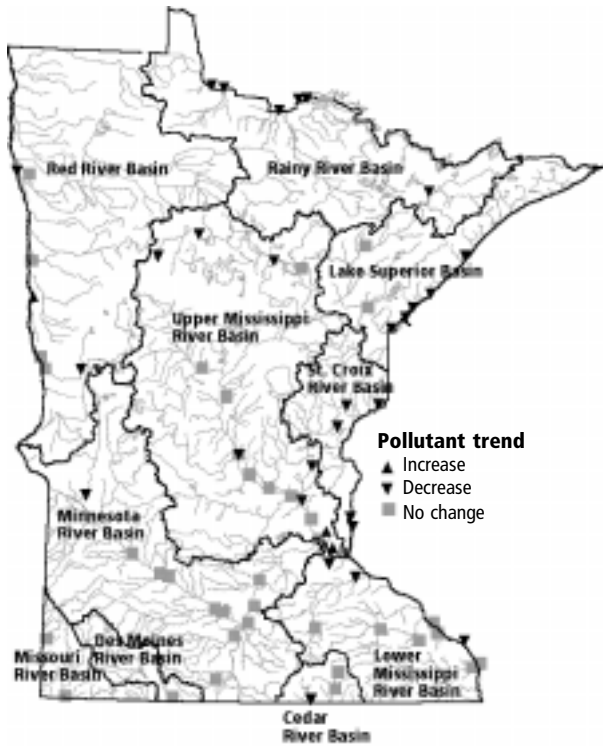 Red River Basin
Rainy River Basin
Lake Superior Basin
Upper Mississippi
River Basin
St. Croix
River Basin
Pollutant trend
Increase
Decrease
No change
Minnesota
River Basin
Des Moines
River Basin
Missouri
River Basin
Lower
Mississippi
River Basin
Cedar
River Basin